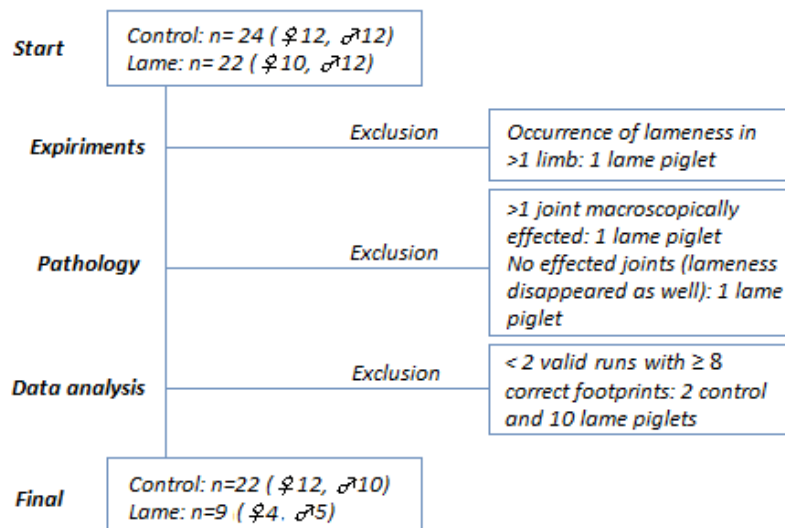 Start
Control: n= 24 ( ♀12, ♂12)
Lame: n= 22 ( ♀10, ♂12)
Expiriments
Exclusion
Occurrence of lameness in
>1 limb: 1 lame piglet
Pathology
Exclusion
>1 joint macroscopically
effected: 1 lame piglet
No effected joints (lameness
disappeared as well): 1 lame
piglet
Data analysis
Exclusion
< 2 valid runs with ≥ 8
correct footprints: 2 control
and 10 lame piglets
Final
Control: n=22 ( ♀12, ♂10)
Lame: n=9 ( ♀4. ♂5)